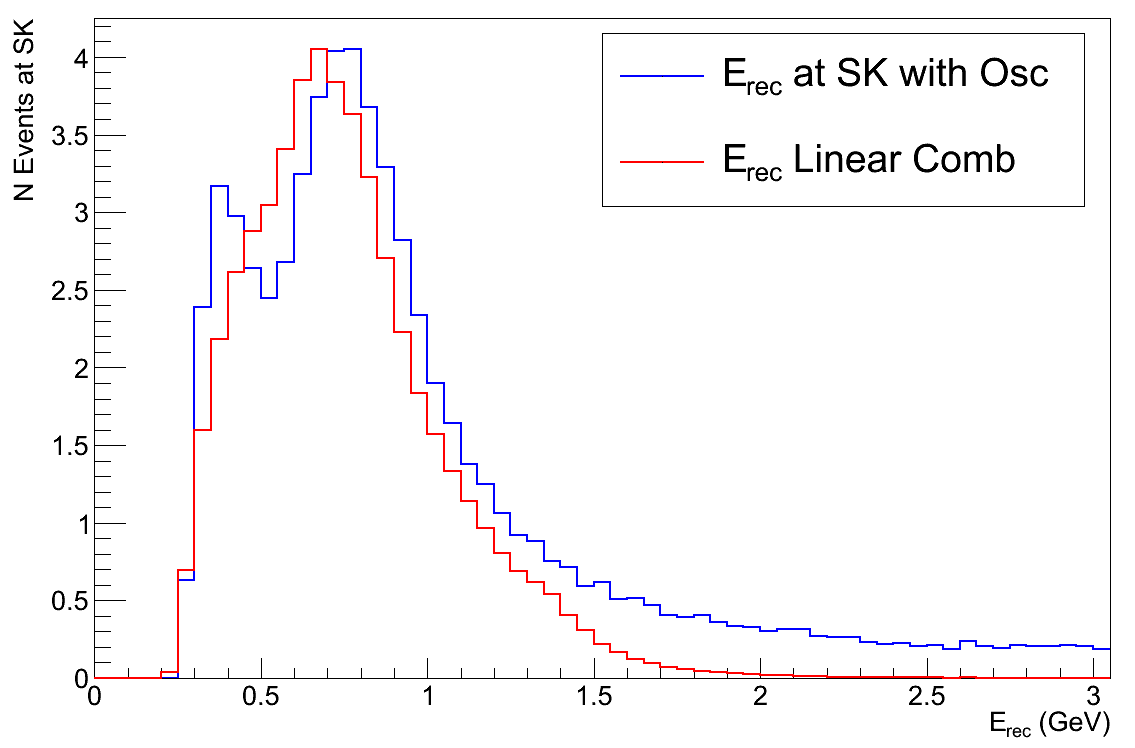 N Events at SK
4
3.5
3
2.5
2
1.5
1
0.5
0
E_rec at SK with Osc
E_rec Linear Comb
0 0.5 1 1.5 2 2.5 3
E_rec (GeV)